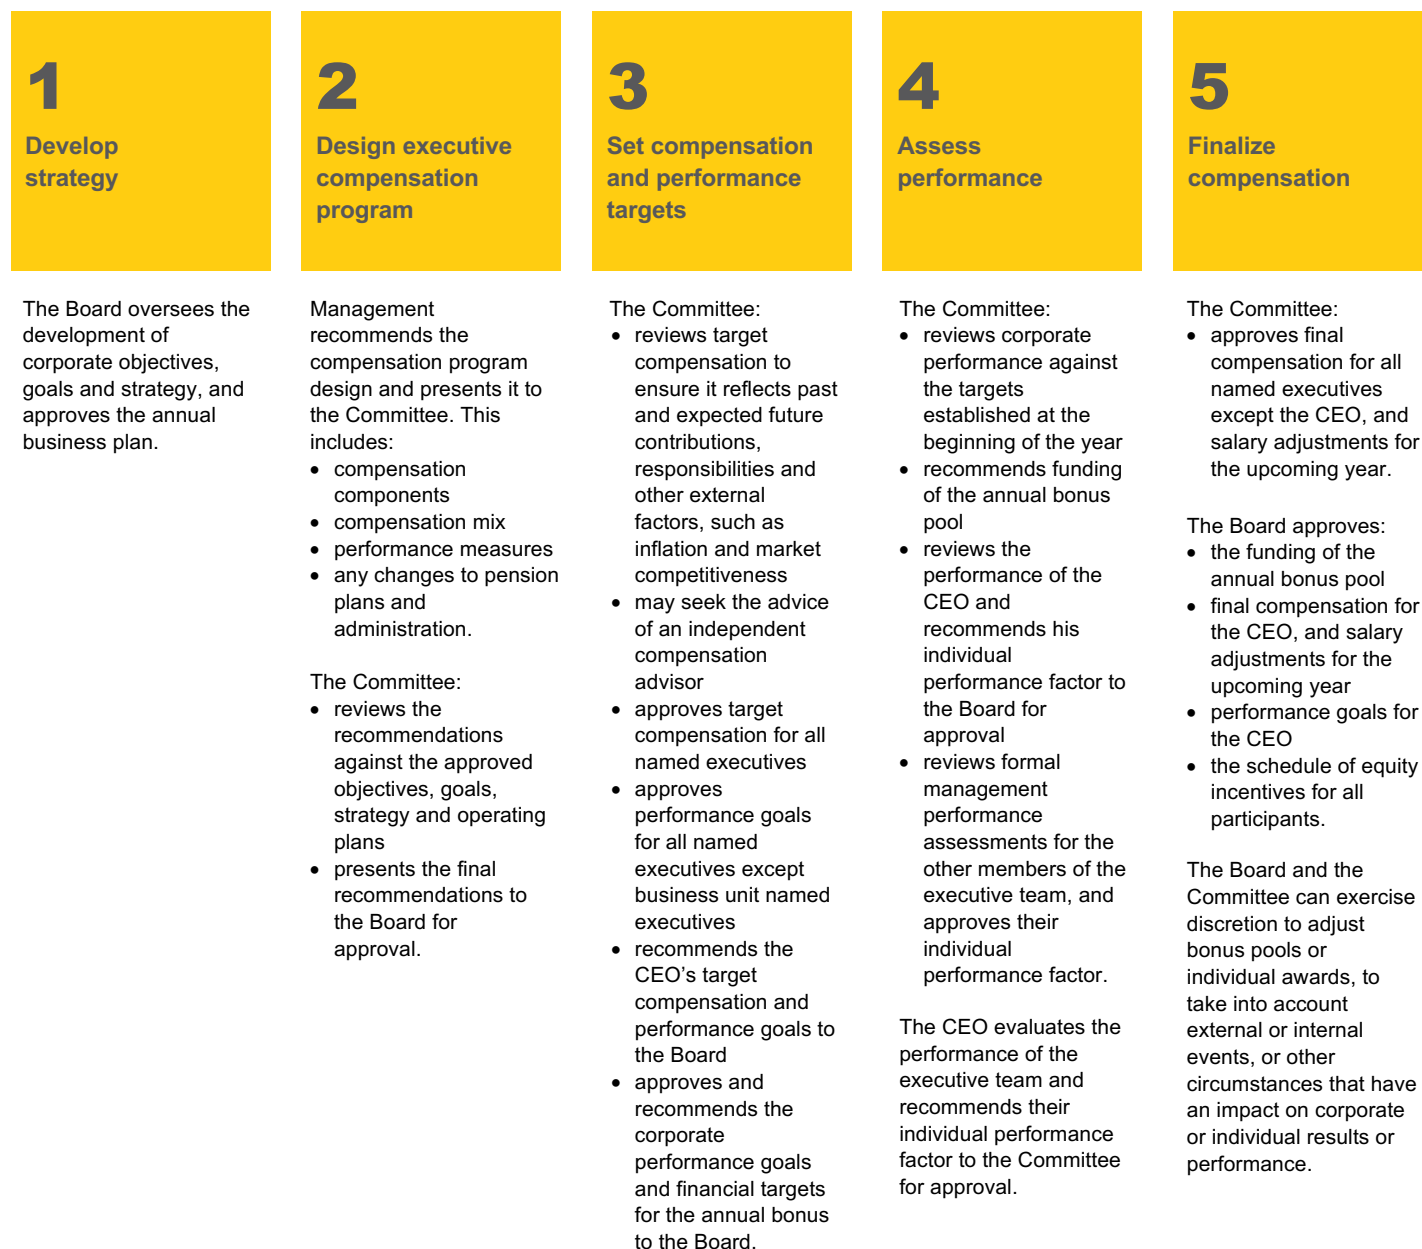 1
Develop
strategy
The Board oversees the
development of
corporate objectives,
goals and strategy, and
approves the annual
business plan.
2
Design executive
compensation
program
Management
recommends the
compensation program
design and presents it to
the Committee. This
includes:
• compensation
components
• compensation mix
• performance measures
• any changes to pension
plans and
administration.
The Committee:
• reviews the
recommendations
against the approved
objectives, goals,
strategy and operating
plans
• presents the final
recommendations to
the Board for
approval.
3
Set compensation
and performance
targets
The Committee:
• reviews target
compensation to
ensure it reflects past
and expected future
contributions,
responsibilities and
other external
factors, such as
inflation and market
competitiveness
• may seek the advice
of an independent
compensation
advisor
• approves target
compensation for all
named executives
• approves
performance goals
for all named
executives except
business unit named
executives
• recommends the
CEO’s target
compensation and
performance goals to
the Board
• approves and
recommends the
corporate
performance goals
and financial targets
for the annual bonus
to the Board.
4
Assess
performance
The Committee:
• reviews corporate
performance against
the targets
established at the
beginning of the year
• recommends funding
of the annual bonus
pool
• reviews the
performance of the
CEO and
recommends his
individual
performance factor to
the Board for
approval
• reviews formal
management
performance
assessments for the
other members of the
executive team, and
approves their
individual
performance factor.
The CEO evaluates the
performance of the
executive team and
recommends their
individual performance
factor to the Committee
for approval.
5
Finalize
compensation
The Committee:
• approves final
compensation for all
named executives
except the CEO, and
salary adjustments for
the upcoming year.
The Board approves:
• the funding of the
annual bonus pool
• final compensation for
the CEO, and salary
adjustments for the
upcoming year
• performance goals for
the CEO
• the schedule of equity
incentives for all
participants.
The Board and the
Committee can exercise
discretion to adjust
bonus pools or
individual awards, to
take into account
external or internal
events, or other
circumstances that have
an impact on corporate
or individual results or
performance.